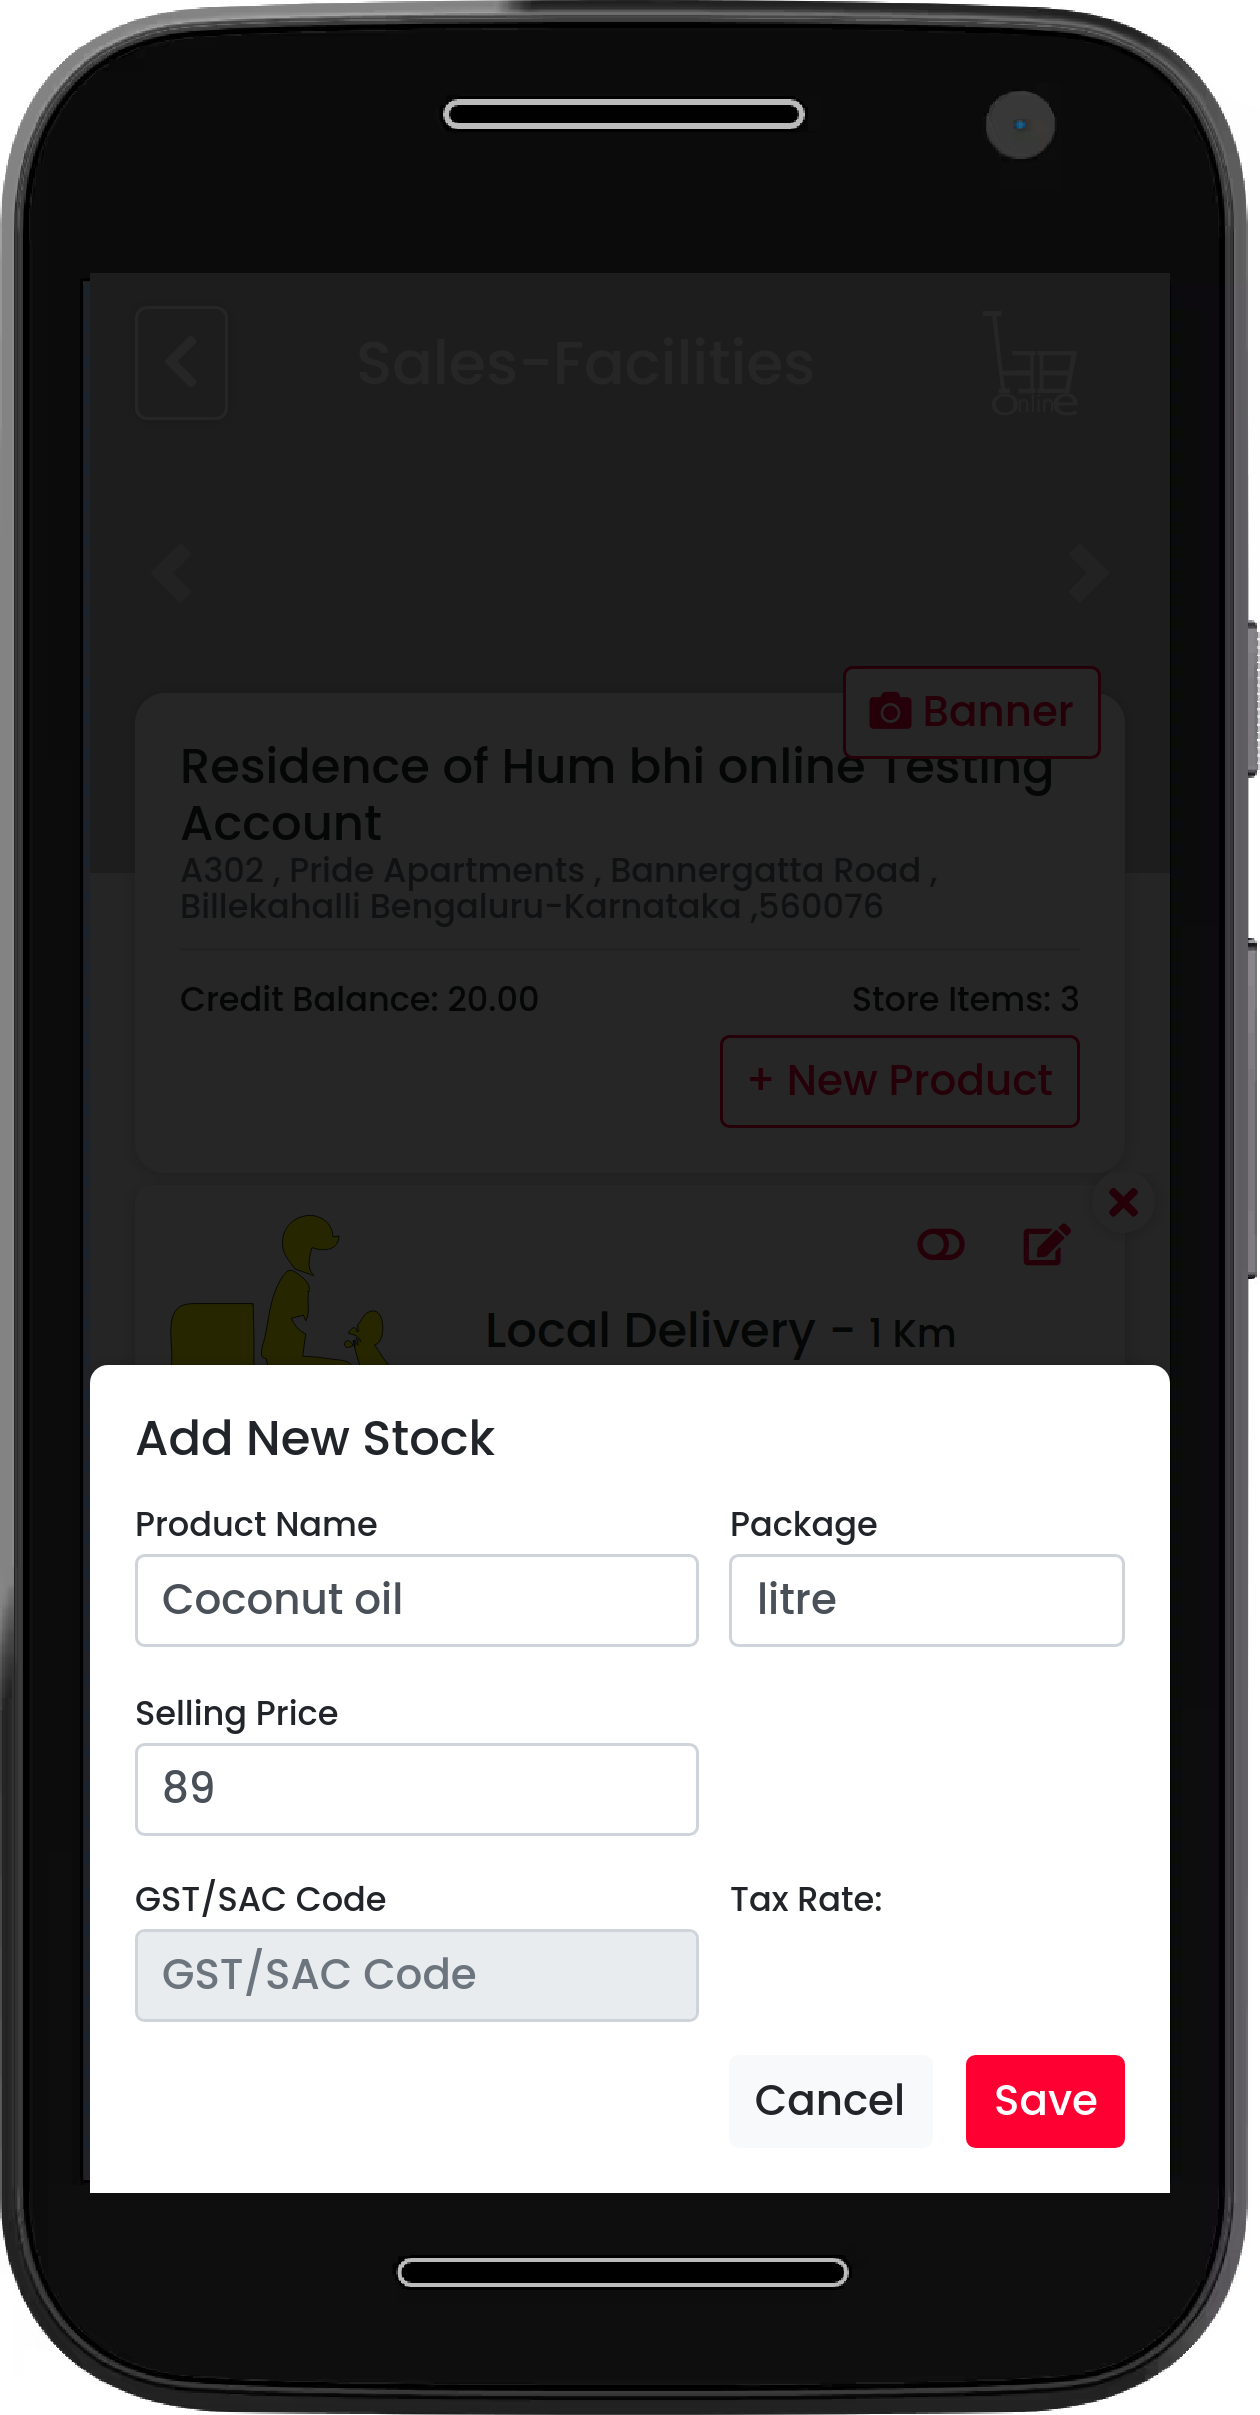 Sales-Facilities
Online
Banner
Residence of Hum bhi online Testing
Account
A302 , Pride Apartments , Bannergatta Road ,
Billekahalli Bengaluru-Karnataka ,560076
Credit Balance: 20.00
Store Items: 3
+ New Product
Local Delivery - 1 Km
Add New Stock
Product Name
Package
Coconut oil
litre
Selling Price
89
GST/SAC Code
Tax Rate:
GST/SAC Code
Cancel
Save